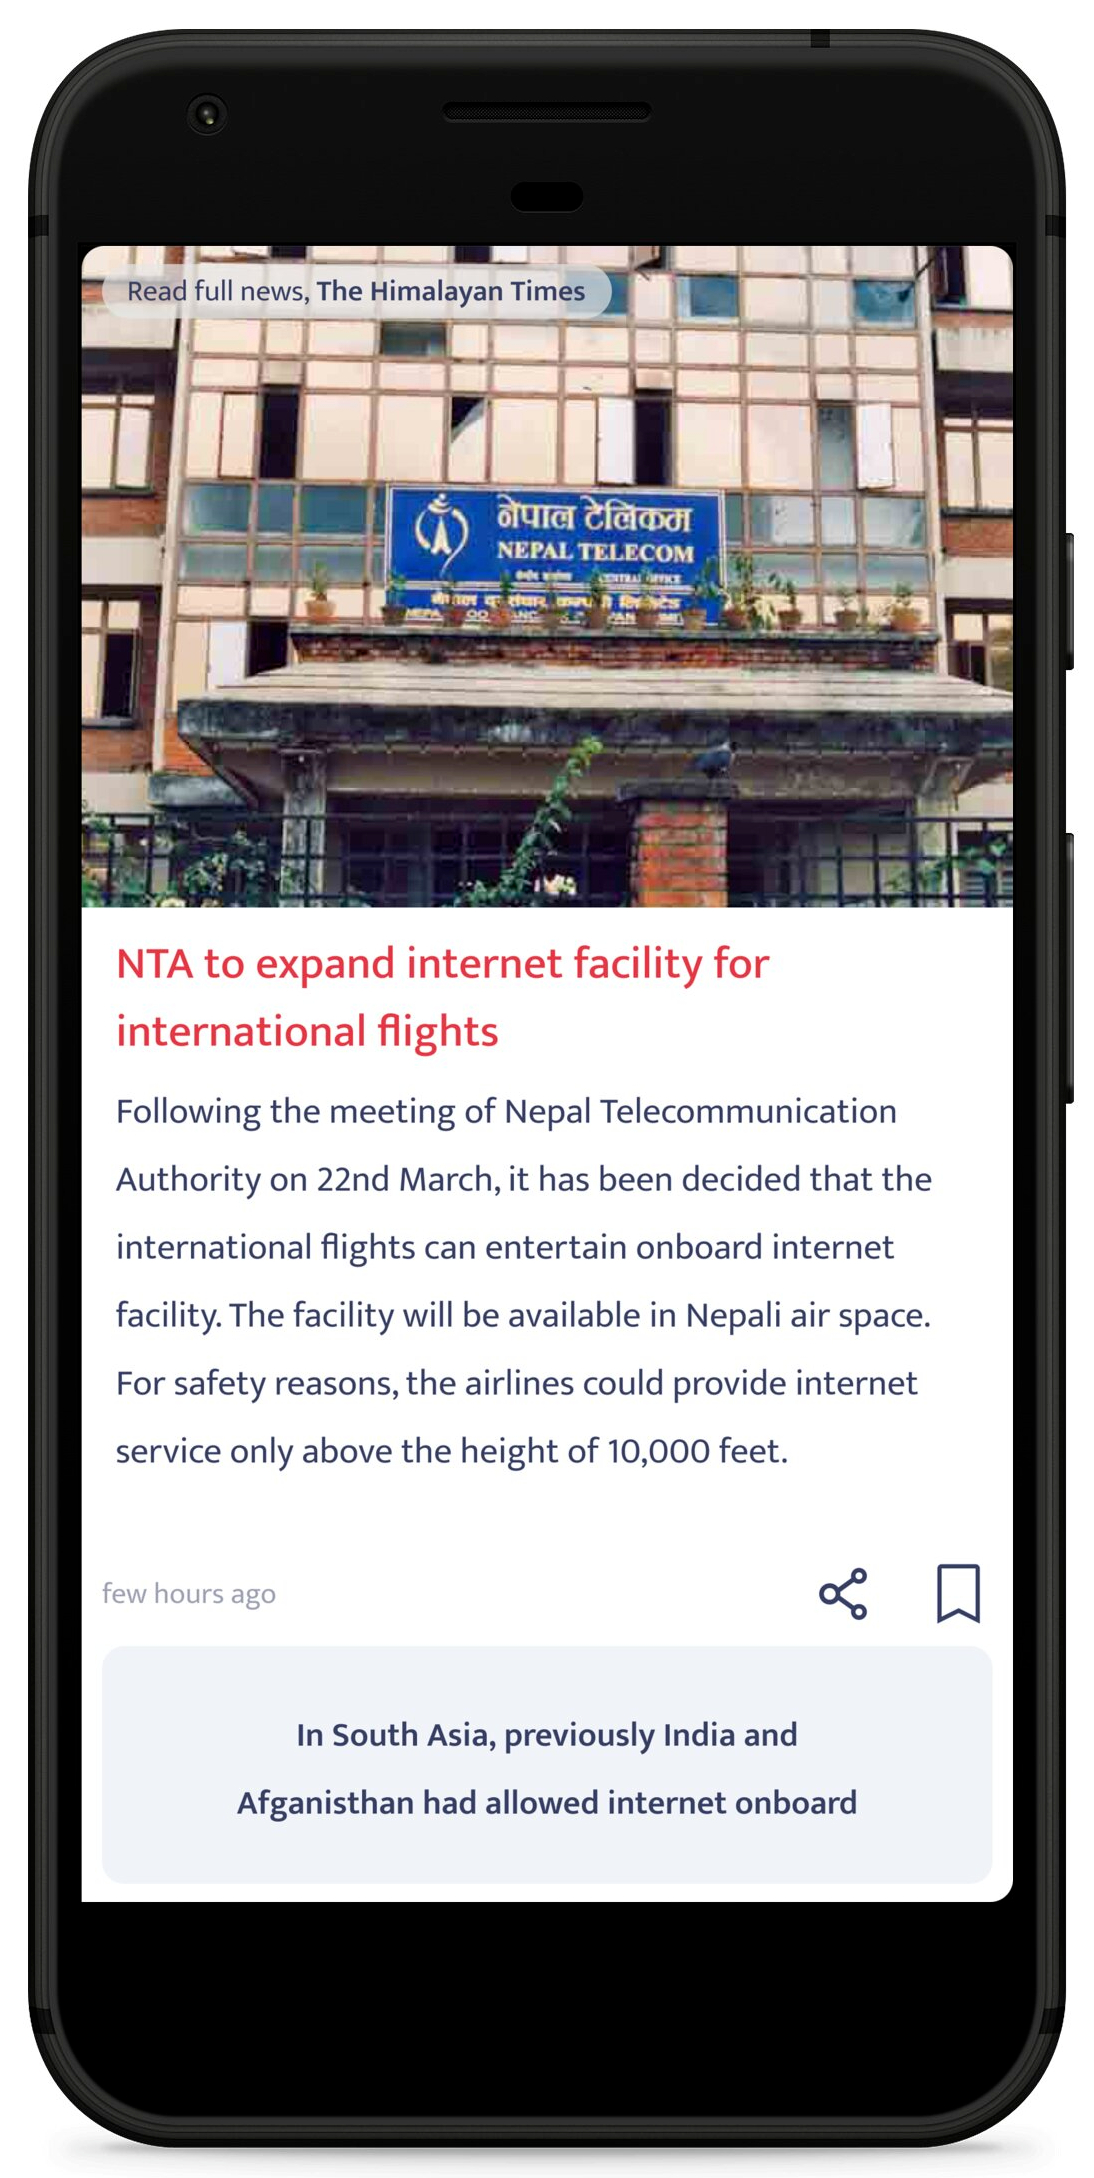 Read full news, The Himalayan Times
नेपाल टेलिकम
NEPAL TELECOM
CENTRAL OFFICE
NTA to expand internet facility for
international flights
Following the meeting of Nepal Telecommunication
Authority on 22nd March, it has been decided that the
international flights can entertain onboard internet
facility. The facility will be available in Nepali air space.
For safety reasons, the airlines could provide internet
service only above the height of 10,000 feet.
few hours ago
In South Asia, previously India and
Afganisthan had allowed internet onboard